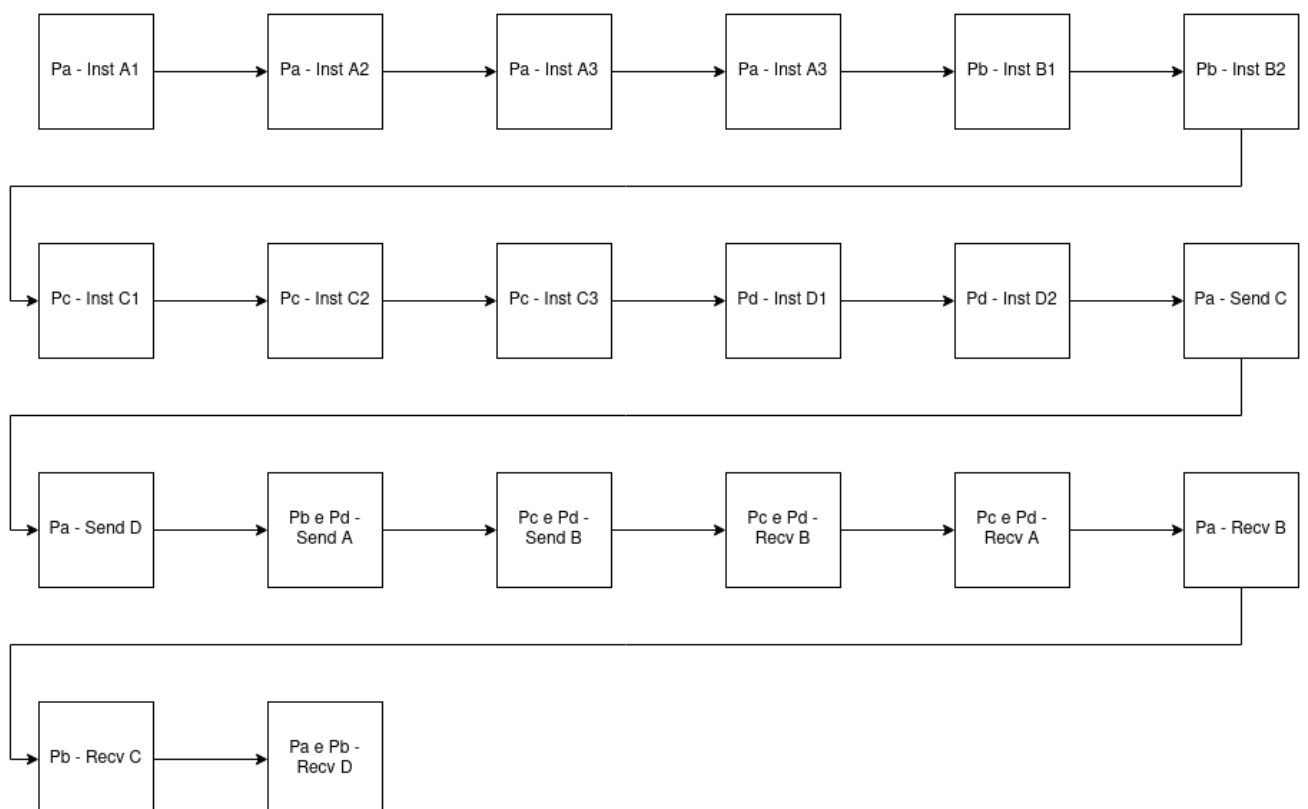 Pa - Inst A1
Pa - Inst A2
Pa - Inst A3
Pa - Inst A3
Pb - Inst B1
Pb - Inst B2
Pc - Inst C1
Pc - Inst C2
Pc - Inst C3
Pd - Inst D1
Pd - Inst D2
Pa - Send C
Pa - Send D
Pb e Pd -
Send A
Pc e Pd -
Send B
Pc e Pd -
Recv B
Pc e Pd -
Recv A
Pa - Recv B
Pb - Recv C
Pa e Pb -
Recv D